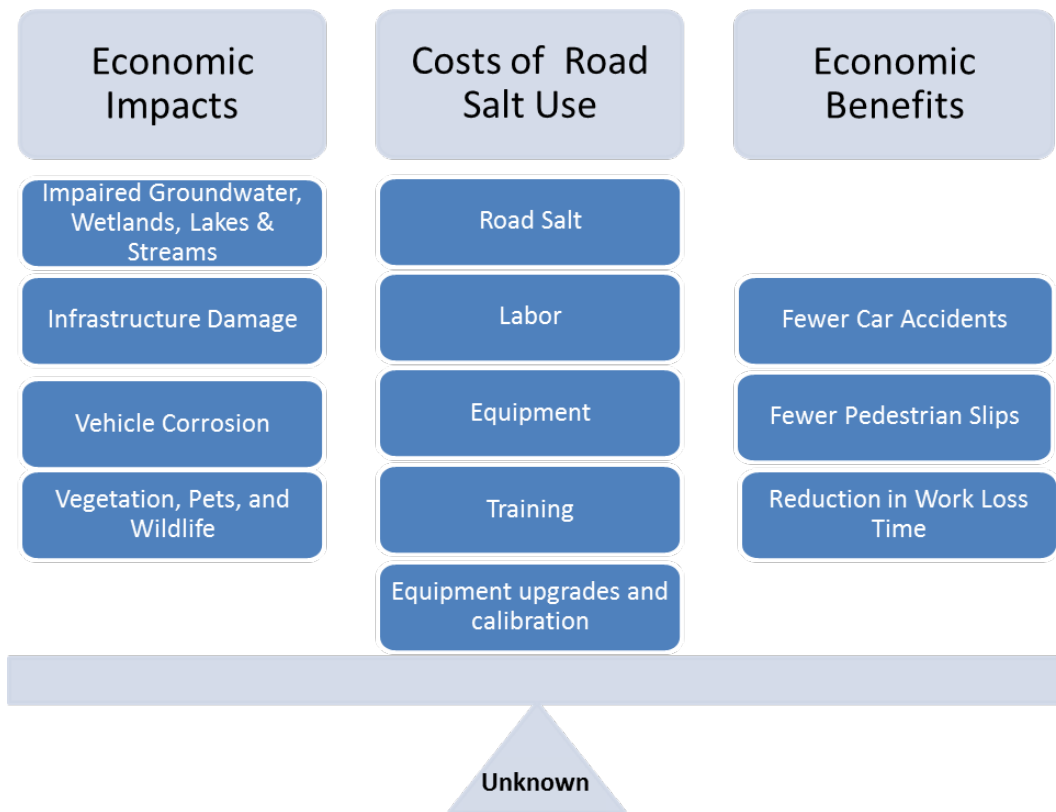 Economic
Impacts
Impaired Groundwater,
Wetlands, Lakes &
Streams
Infrastructure Damage
Vehicle Corrosion
Vegetation, Pets, and
Wildlife
Costs of Road
Salt Use
Road Salt
Labor
Equipment
Training
Equipment upgrades and
calibration
Economic
Benefits
Fewer Car Accidents
Fewer Pedestrian Slips
Reduction in Work Loss
Time
Unknown